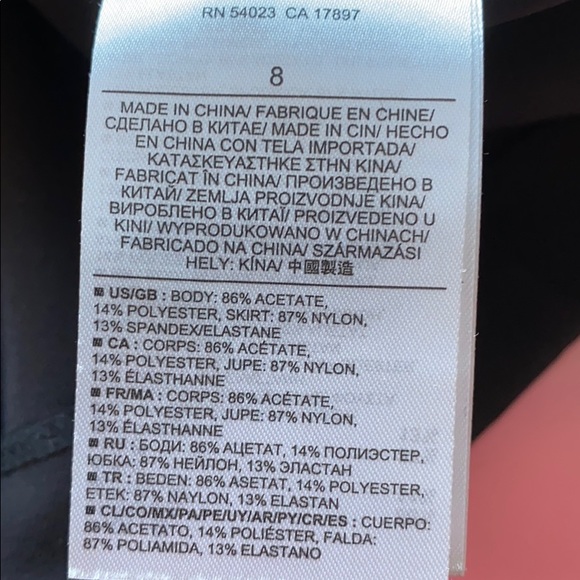 RN 54023 CA 17897
8
MADE IN CHINA/ FABRIQUE EN CHINE/
СДЕЛАНО В КИТАЕ/ MADE IN CIN/ HECHO
EN CHINA CON TELA IMPORTADA/
ΚΑΤΑΣΚΕΥΑΣΤΗΚΕ ΣΤΗΝ ΚΙΝΑ/
FABRICAT ÎN CHINA/ ПРОИЗВЕДЕНО В
КИТАЙ/ ZEMLJA PROIZVODNJE KINA/
ВИРОБЛЕНО В КИТАЇ/ PROIZVEDENO U
KINI/ WYPRODUKOWANO W CHINACH/
FABRICADO NA CHINA/ SZÁRMAZÁSI
HELY: KÍNA/ 中國製造
US/GB : BODY: 86% ACETATE,
14% POLYESTER, SKIRT: 87% NYLON,
13% SPANDEX/ELASTANE
CA : CORPS: 86% ACÉTATE,
14% POLYESTER, JUPE: 87% NYLON,
13% ÉLASTHANNE
FR/MA : CORPS: 86% ACÉTATE,
14% POLYESTER, JUPE: 87% NYLON,
13% ÉLASTHANNE
RU : БОДИ: 86% АЦЕТАТ, 14% ПОЛИЭСТЕР,
ЮБКА: 87% НЕЙЛОН, 13% ЭЛАСТАН
TR : BEDEN: 86% ASETAT, 14% POLYESTER,
ETEK: 87% NAYLON, 13% ELASTAN
CL/CO/MX/PA/PE/UY/AR/PY/CR/ES : CUERPO:
86% ACETATO, 14% POLIÉSTER, FALDA:
87% POLIAMIDA, 13% ELASTANO